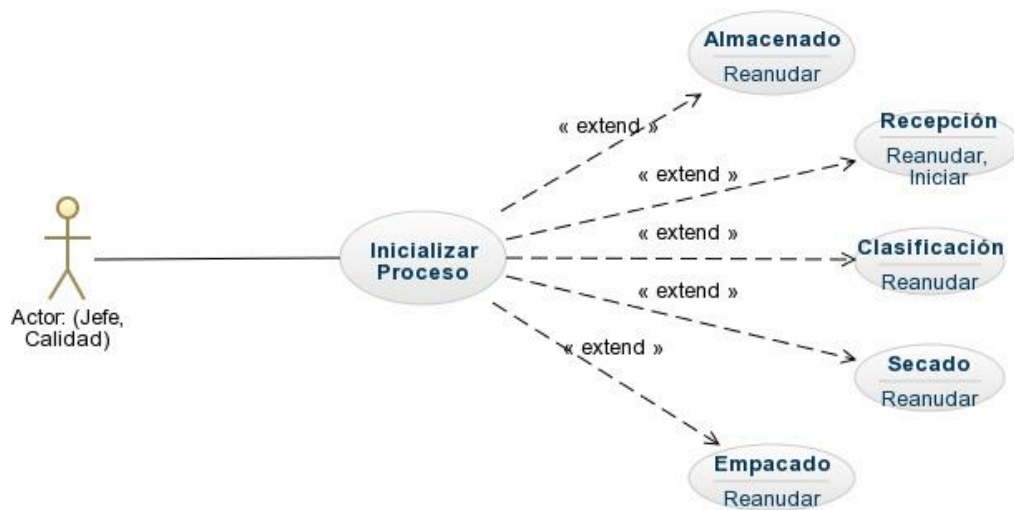 Almacenado
Reanudar
« extend »
Recepción
Reanudar,
Iniciar
« extend »
« extend »
Inicializar
Proceso
Clasificación
Reanudar
Actor: (Jefe,
Calidad)
« extend »
« extend »
Secado
Reanudar
Empacado
Reanudar